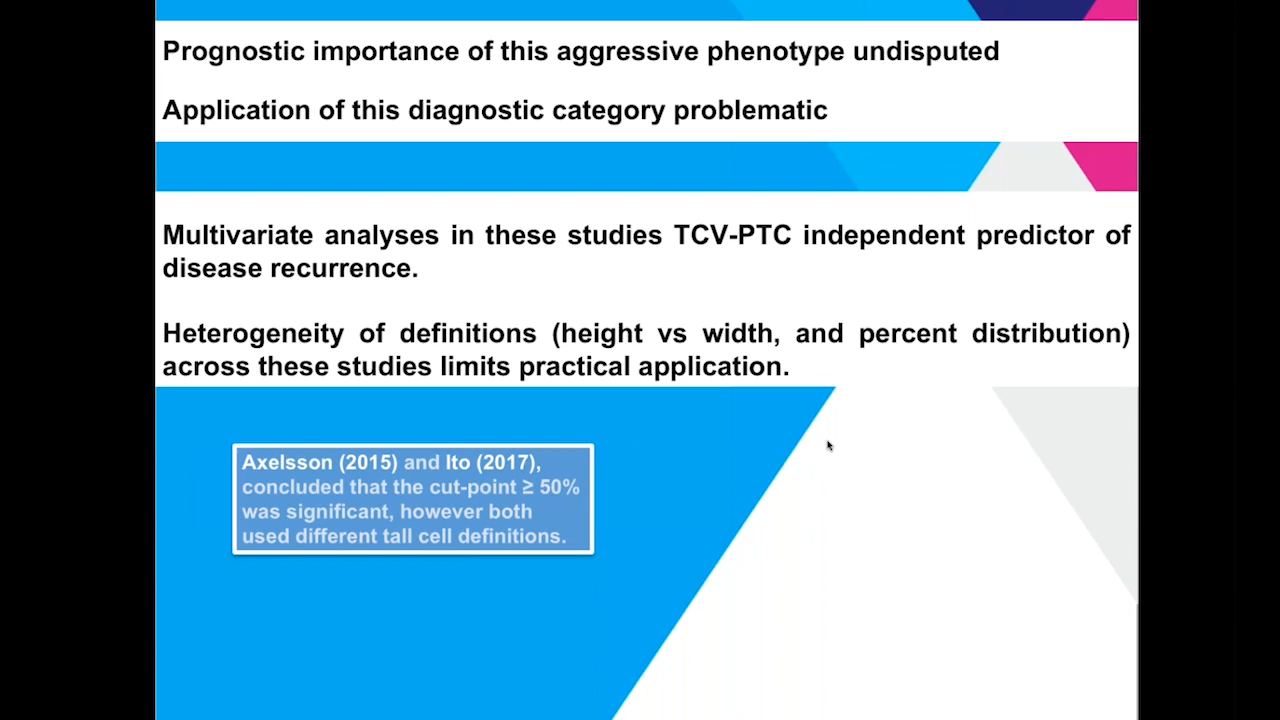 Prognostic importance of this aggressive phenotype undisputed
Application of this diagnostic category problematic
Multivariate analyses in these studies TCV-PTC independent predictor of
disease recurrence.
Heterogeneity of definitions (height vs width, and percent distribution)
across these studies limits practical application.
Axelsson (2015) and Ito (2017),
concluded that the cut-point ≥ 50%
was significant, however both
used different tall cell definitions.